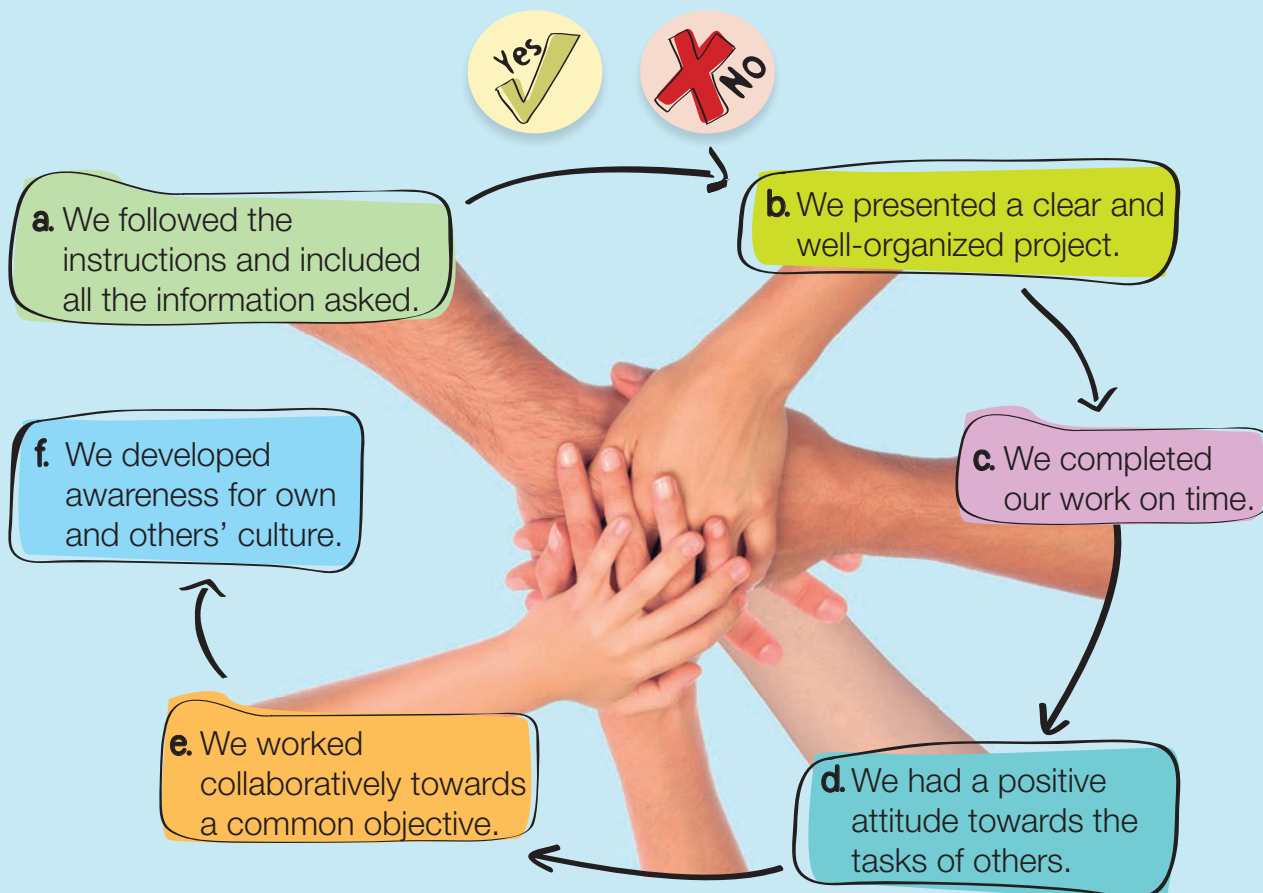 Yes
No
a. We followed the
instructions and included
all the information asked.
b. We presented a clear and
well-organized project.
c. We completed
our work on time.
d. We had a positive
attitude towards the
tasks of others.
e. We worked
collaboratively towards
a common objective.
f. We developed
awareness for own
and others’ culture.